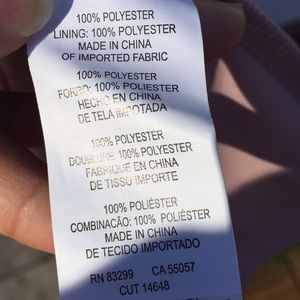 100% POLYESTER
LINING: 100% POLYESTER
MADE IN CHINA
OF IMPORTED FABRIC
100% POLYESTER
FORRO: 100% POLIESTER
HECHO EN CHINA
DE TELA IMPOTADA
100% POLYESTER
DOUBLURE: 100% POLYESTER
FABRIQUE EN CHINA
DE TISSU IMPORTE
100% POLIÉSTER
COMBINAÇÃO: 100% POLIÉSTER
MADE IN CHINA
DE TECIDO IMPORTADO
RN 83299 CA 55057
CUT 14648